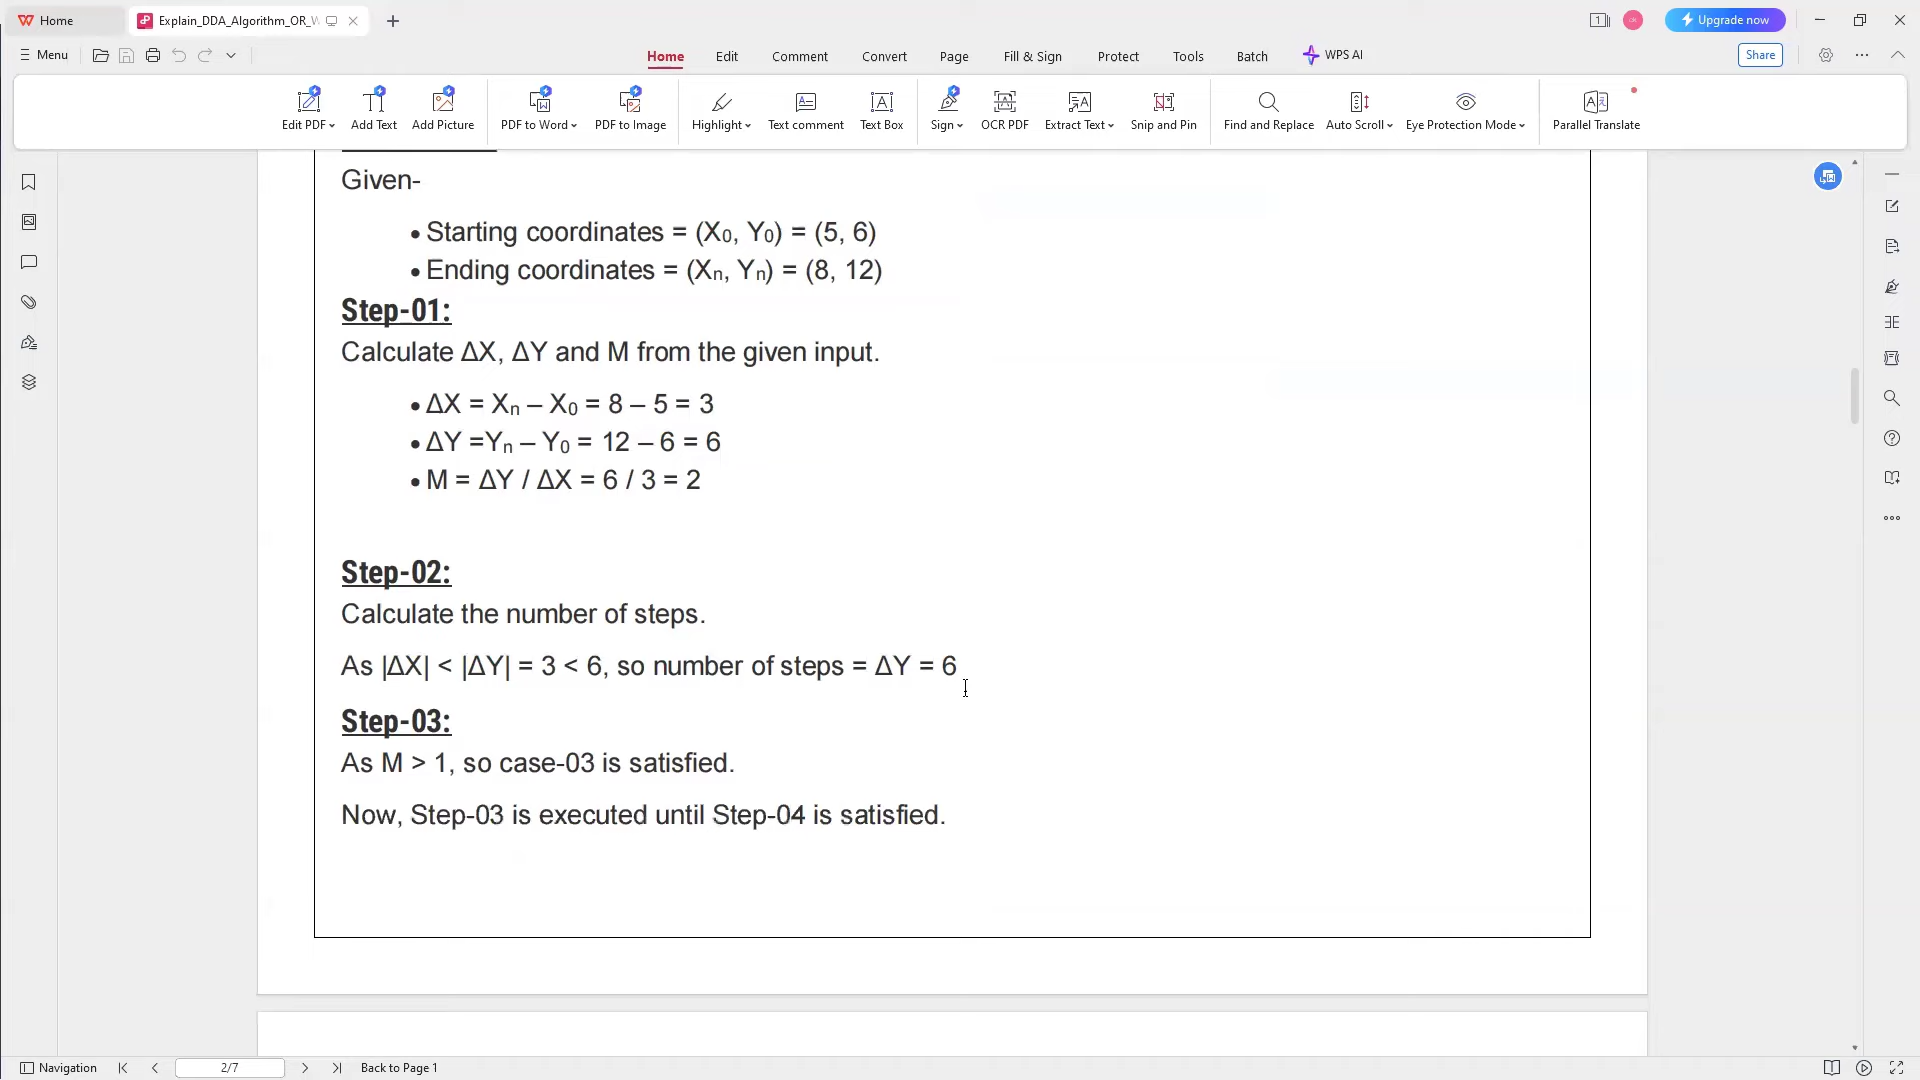 Home
Explain_DDA_Algorithm_OR_W
Upgrade now
Menu
Home Edit Comment Convert Page Fill & Sign Protect Tools Batch WPS AI
Share
Edit PDF Add Text Add Picture PDF to Word PDF to Image Highlight Text comment Text Box Sign OCR PDF Extract Text Snip and Pin Find and Replace Auto Scroll Eye Protection Mode Parallel Translate
Given-
• Starting coordinates = (X₀, Y₀) = (5, 6)
• Ending coordinates = (Xₙ, Yₙ) = (8, 12)
Step-01:
Calculate ΔX, ΔY and M from the given input.
• ΔX = Xₙ – X₀ = 8 – 5 = 3
• ΔY =Yₙ – Y₀ = 12 – 6 = 6
• M = ΔY / ΔX = 6 / 3 = 2
Step-02:
Calculate the number of steps.
As |ΔX| < |ΔY| = 3 < 6, so number of steps = ΔY = 6
Step-03:
As M > 1, so case-03 is satisfied.
Now, Step-03 is executed until Step-04 is satisfied.
Navigation 2/7 Back to Page 1